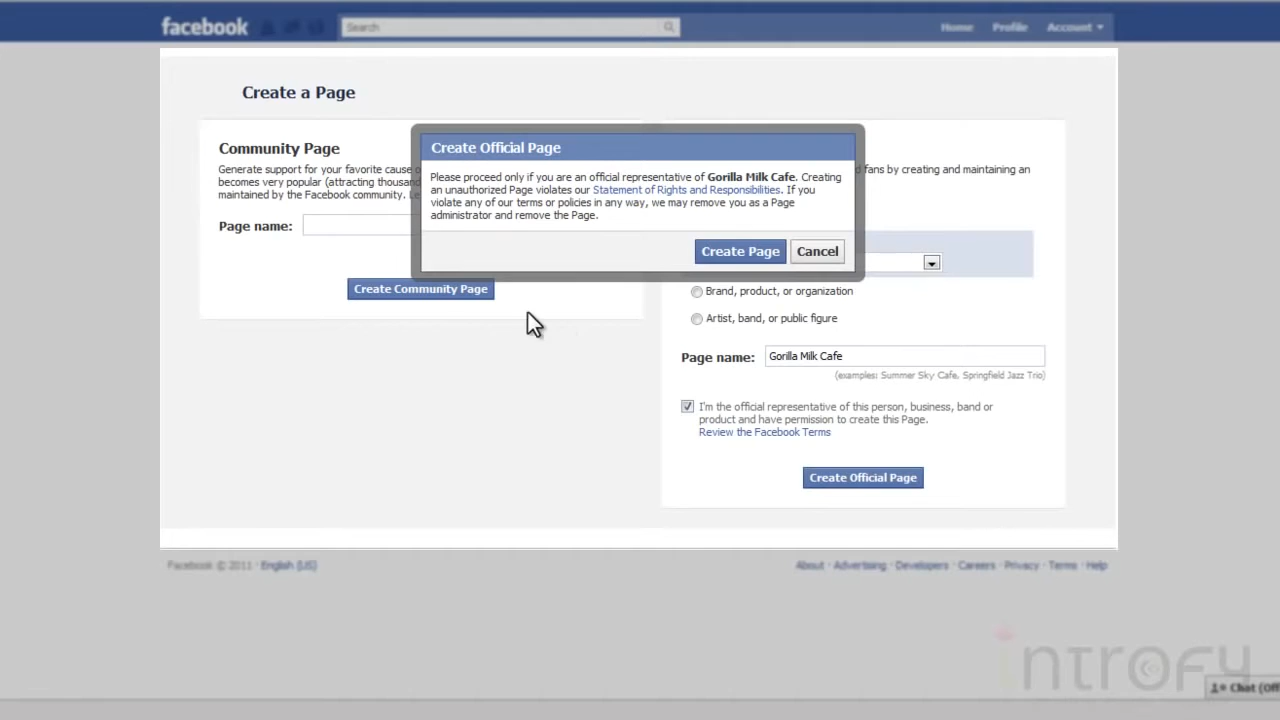 facebook
Search
Home Profile Account
Create a Page
Community Page
Generate support for your favorite cause o
becomes very popular (attracting thousan
maintained by the Facebook community. Le
Page name:
Create Community Page
Create Official Page
Please proceed only if you are an official representative of Gorilla Milk Cafe. Creating
an unauthorized Page violates our Statement of Rights and Responsibilities. If you
violate any of our terms or policies in any way, we may remove you as a Page
administrator and remove the Page.
Create Page Cancel
d fans by creating and maintaining an
Brand, product, or organization
Artist, band, or public figure
Page name: Gorilla Milk Cafe
(examples: Summer Sky Cafe, Springfield Jazz Trio)
I'm the official representative of this person, business, band or
product and have permission to create this Page.
Review the Facebook Terms
Create Official Page
Facebook © 2011 · English (US)
About · Advertising · Developers · Careers · Privacy · Terms · Help
introfy
Chat (Off